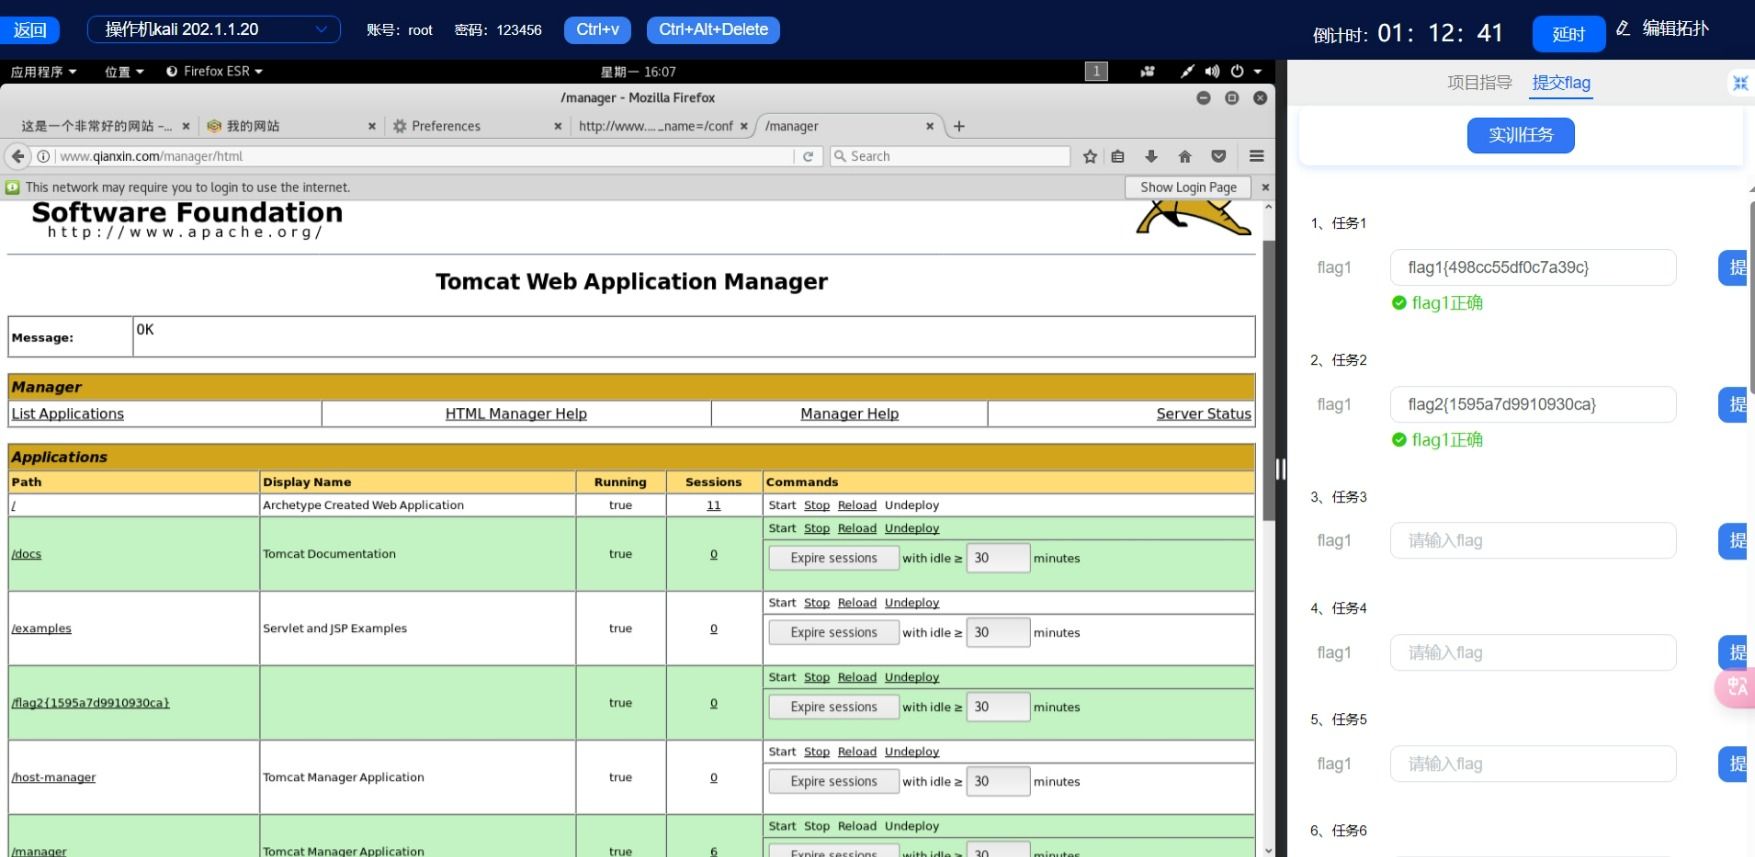 返回 操作机kali 202.1.1.20 账号：root 密码：123456 Ctrl+v Ctrl+Alt+Delete 倒计时：01：12：41 延时 编辑拓扑
应用程序 位置 Firefox ESR 星期一 16:07 1
/manager - Mozilla Firefox
这是一个非常好的网站 –... 我的网站 Preferences http://www...._name=/conf /manager
www.qianxin.com/manager/html Search
This network may require you to login to use the internet. Show Login Page
Software Foundation
http://www.apache.org/
Tomcat Web Application Manager
Message: OK
Manager
List Applications HTML Manager Help Manager Help Server Status
Applications
Path Display Name Running Sessions Commands
/ Archetype Created Web Application true 11 Start Stop Reload Undeploy
Start Stop Reload Undeploy
/docs Tomcat Documentation true 0 Expire sessions with idle ≥ 30 minutes
Start Stop Reload Undeploy
/examples Servlet and JSP Examples true 0 Expire sessions with idle ≥ 30 minutes
Start Stop Reload Undeploy
/flag2{1595a7d9910930ca} true 0 Expire sessions with idle ≥ 30 minutes
Start Stop Reload Undeploy
/host-manager Tomcat Manager Application true 0 Expire sessions with idle ≥ 30 minutes
Start Stop Reload Undeploy
/manager Tomcat Manager Application true 6 Expire sessions with idle ≥ 30 minutes
项目指导 提交flag
实训任务
1、任务1
flag1 flag1{498cc55df0c7a39c} 提
flag1正确
2、任务2
flag1 flag2{1595a7d9910930ca} 提
flag1正确
3、任务3
flag1 请输入flag 提
4、任务4
flag1 请输入flag 提
5、任务5
flag1 请输入flag 提
6、任务6